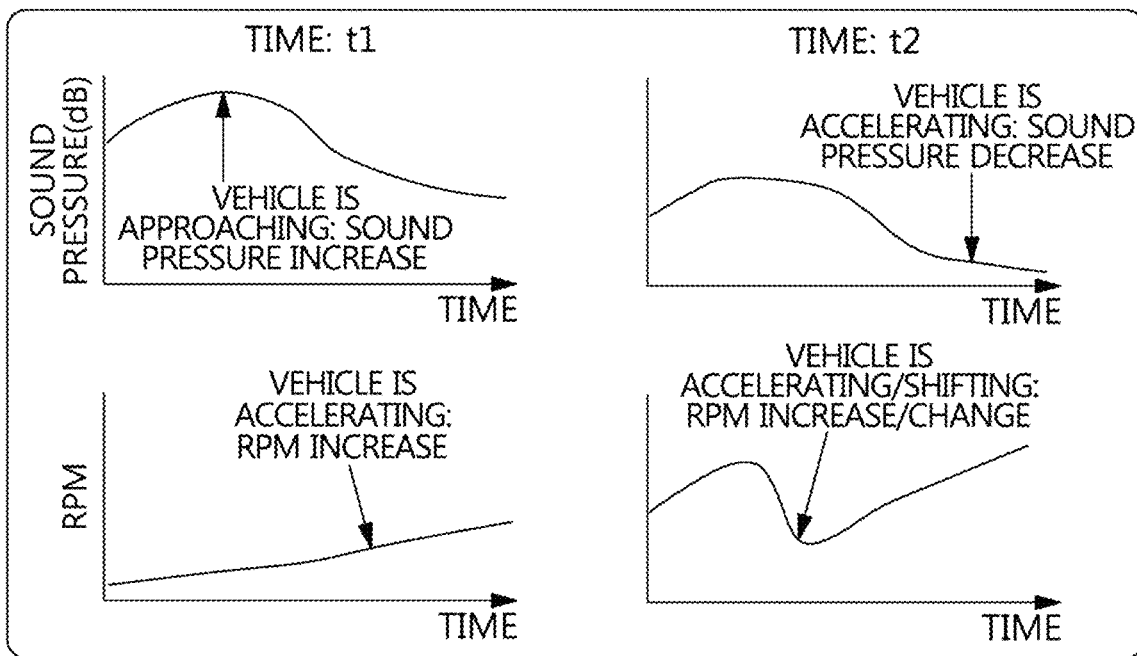 TIME: t1
SOUND
PRESSURE(dB)
VEHICLE IS
APPROACHING: SOUND
PRESSURE INCREASE
TIME
TIME: t2
VEHICLE IS
ACCELERATING: SOUND
PRESSURE DECREASE
TIME
RPM
VEHICLE IS
ACCELERATING:
RPM INCREASE
TIME
VEHICLE IS
ACCELERATING/SHIFTING:
RPM INCREASE/CHANGE
TIME